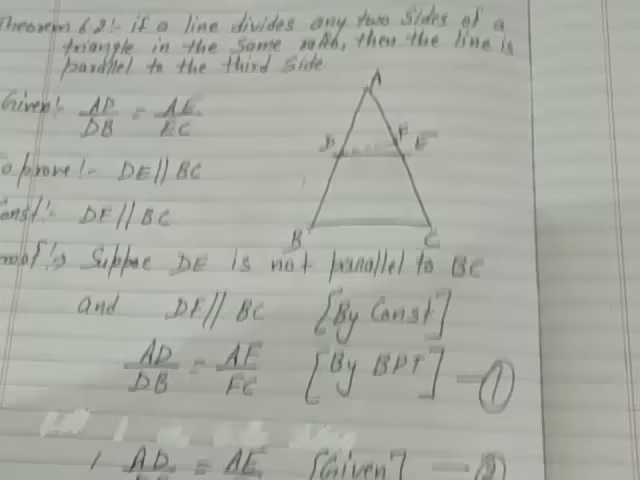 Theorem 6.2:- if a line divides any two sides of a
triangle in the same ratio, then the line is
parallel to the third side
Given:- AD/DB = AE/EC
To prove:- DE//BC
Const:- DF//BC
A
D F E
B C
Proof:-> Suppose DE is not parallel to BC
and DF//BC [By Const]
AD/DB = AF/FC [By BPT] — 1
AD = AE [Given] — 2